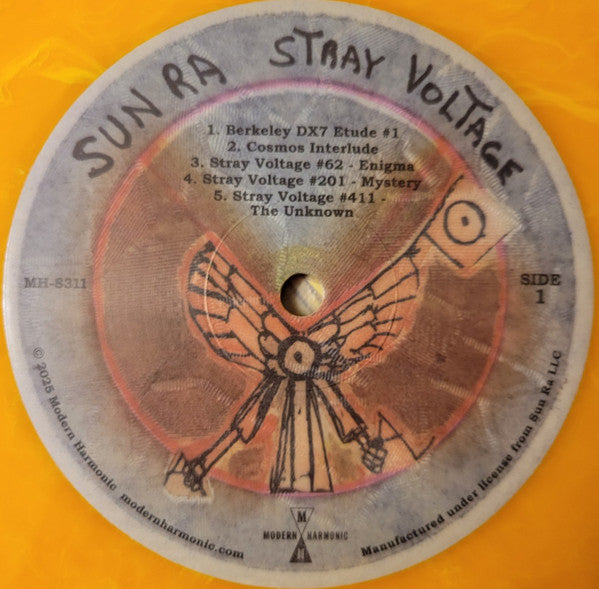 SUN RA STRAY VOLTAGE
1. Berkeley DX7 Etude #1
2. Cosmos Interlude
3. Stray Voltage #62 - Enigma
4. Stray Voltage #201 - Mystery
5. Stray Voltage #411 -
The Unknown
MH-8311
SIDE
1
© 2025 Modern Harmonic modernharmonic.com
M
MODERN HARMONIC
M
Manufactured under license from Sun Ra LLC